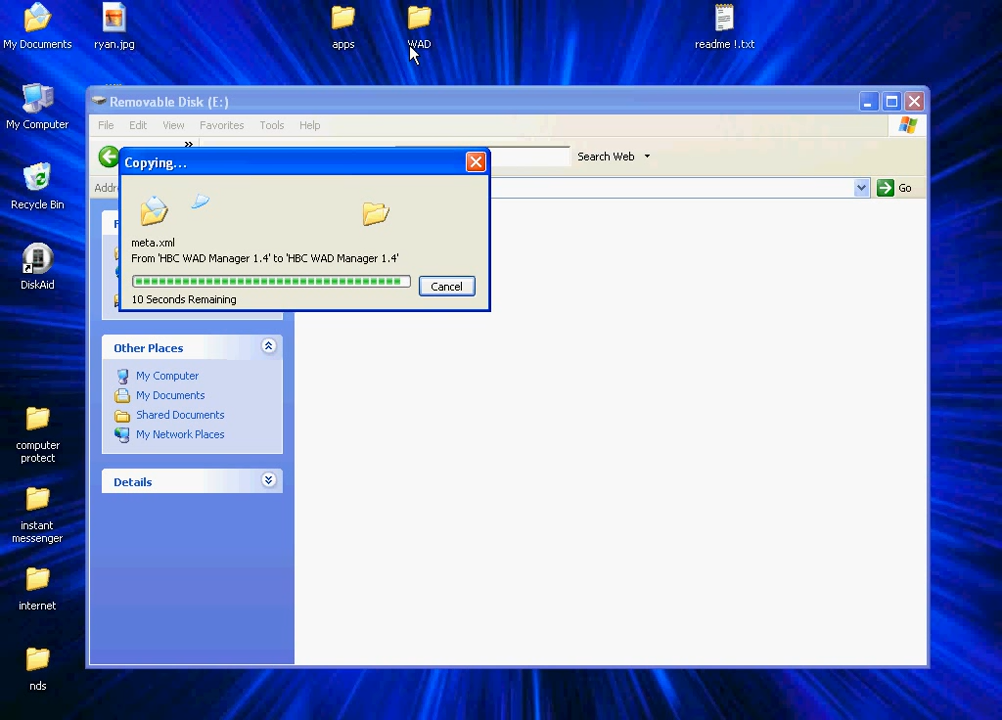 My Documents
ryan.jpg
apps
WAD
readme !.txt
My Computer
Recycle Bin
DiskAid
computer
protect
instant
messenger
internet
nds
Removable Disk (E:)
File Edit View Favorites Tools Help
Search Web
Go
Copying...
meta.xml
From 'HBC WAD Manager 1.4' to 'HBC WAD Manager 1.4'
Cancel
10 Seconds Remaining
Other Places
My Computer
My Documents
Shared Documents
My Network Places
Details